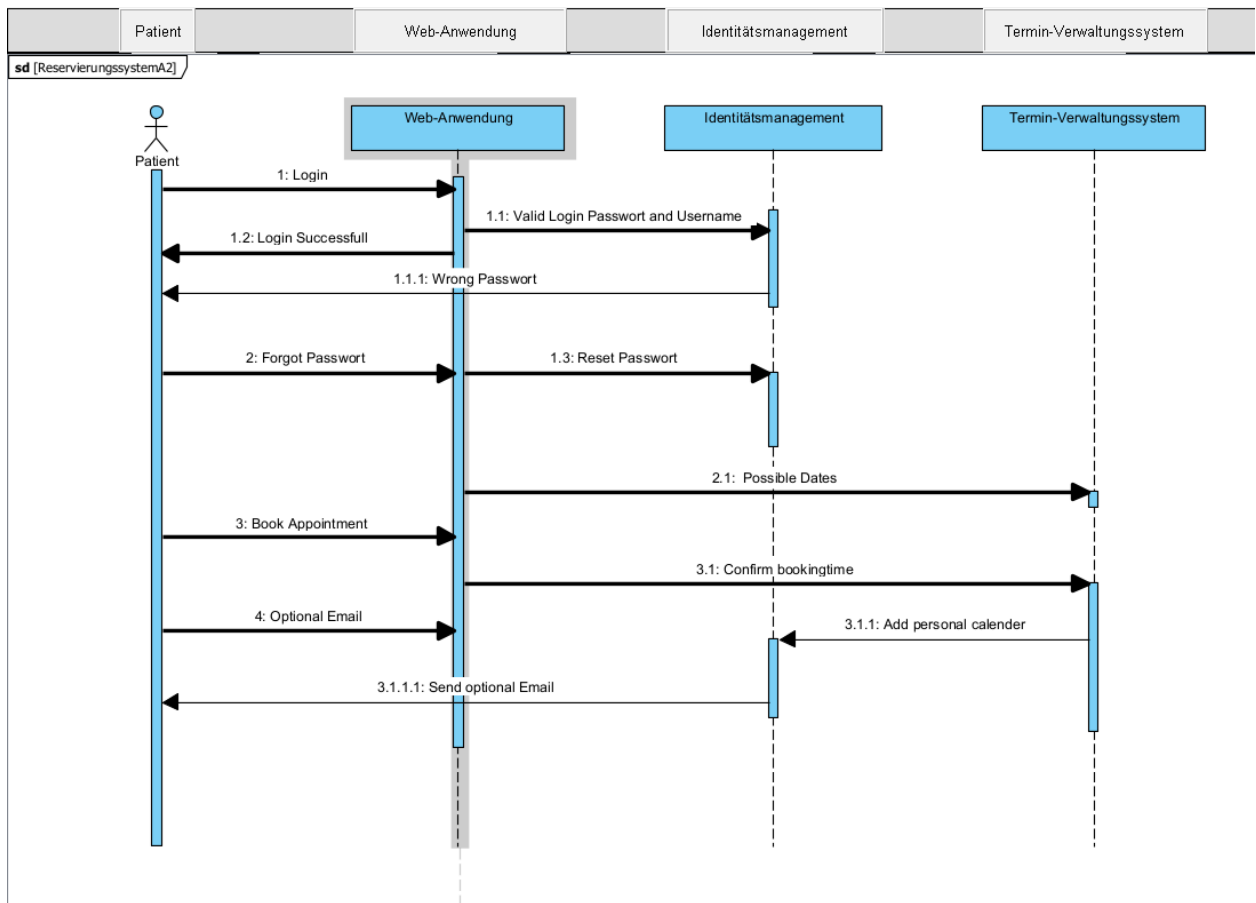 Patient
Web-Anwendung
Identitätsmanagement
Termin-Verwaltungssystem
sd [ReservierungssystemA2]
Web-Anwendung
Identitätsmanagement
Termin-Verwaltungssystem
Patient
1: Login
1.1: Valid Login Passwort and Username
1.2: Login Successfull
1.1.1: Wrong Passwort
2: Forgot Passwort
1.3: Reset Passwort
2.1: Possible Dates
3: Book Appointment
3.1: Confirm bookingtime
4: Optional Email
3.1.1: Add personal calender
3.1.1.1: Send optional Email